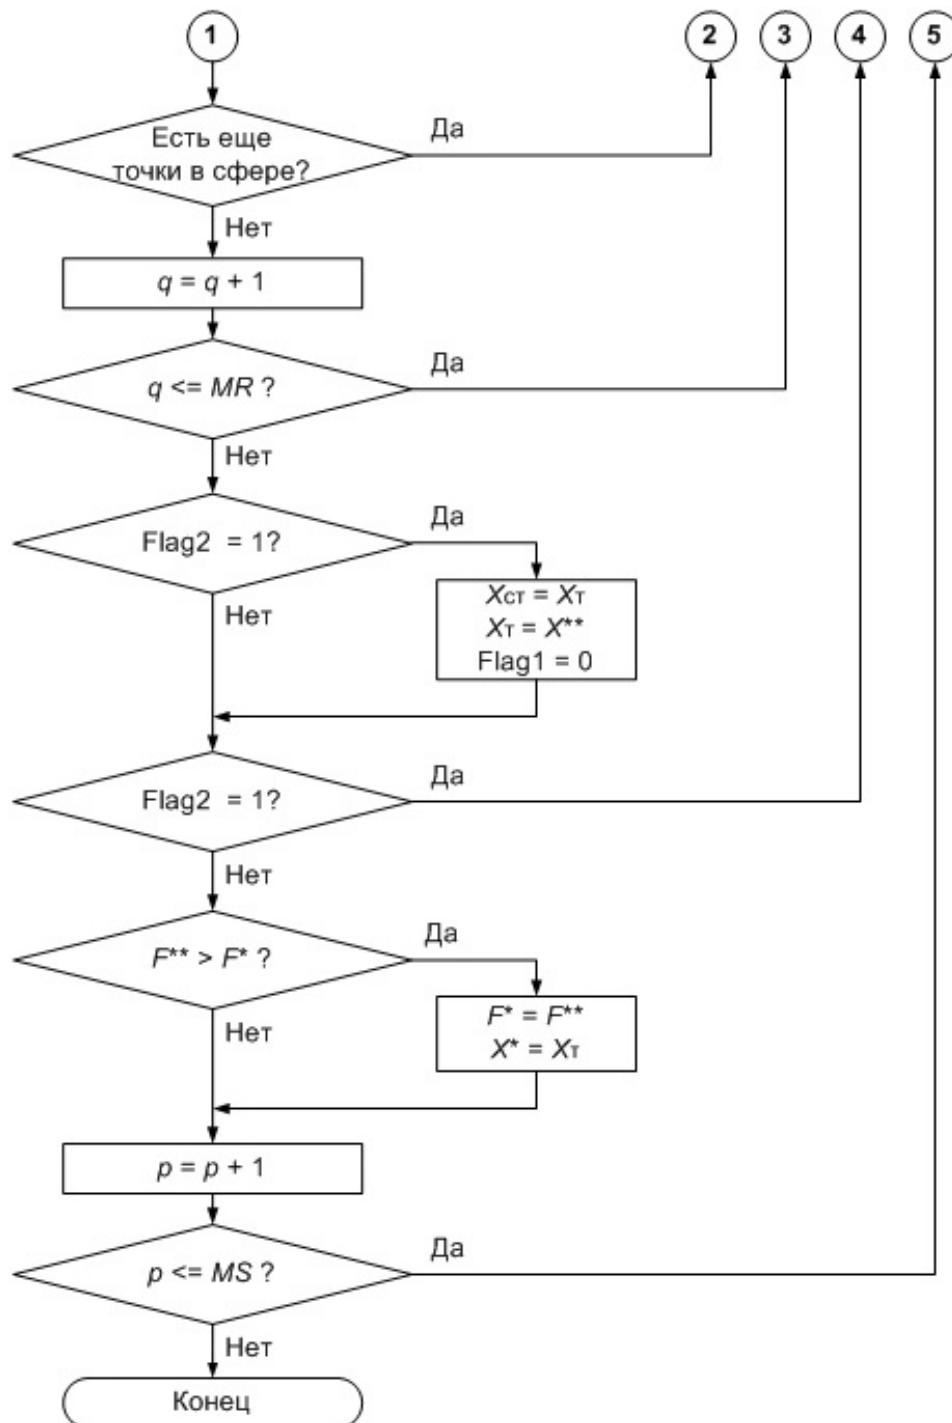 1
2
3
4
5
Есть еще
точки в сфере?
Да
Нет
q = q + 1
q <= MR ?
Да
Нет
Flag2 = 1?
Да
Нет
Xст = Xт
Xт = X**
Flag1 = 0
Flag2 = 1?
Да
Нет
F** > F* ?
Да
Нет
F* = F**
X* = Xт
p = p + 1
p <= MS ?
Да
Нет
Конец